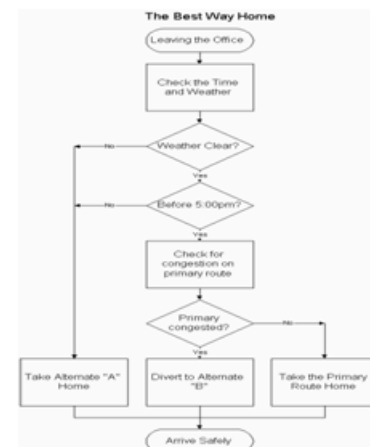 The Best Way Home
Leaving the Office
Check the Time
and Weather
Weather Clear?
No
Yes
Before 5:00pm?
No
Yes
Check for
congestion on
primary route
Primary
congested?
No
Yes
Take Alternate "A"
Home
Divert to Alternate
"B"
Take the Primary
Route Home
Arrive Safely